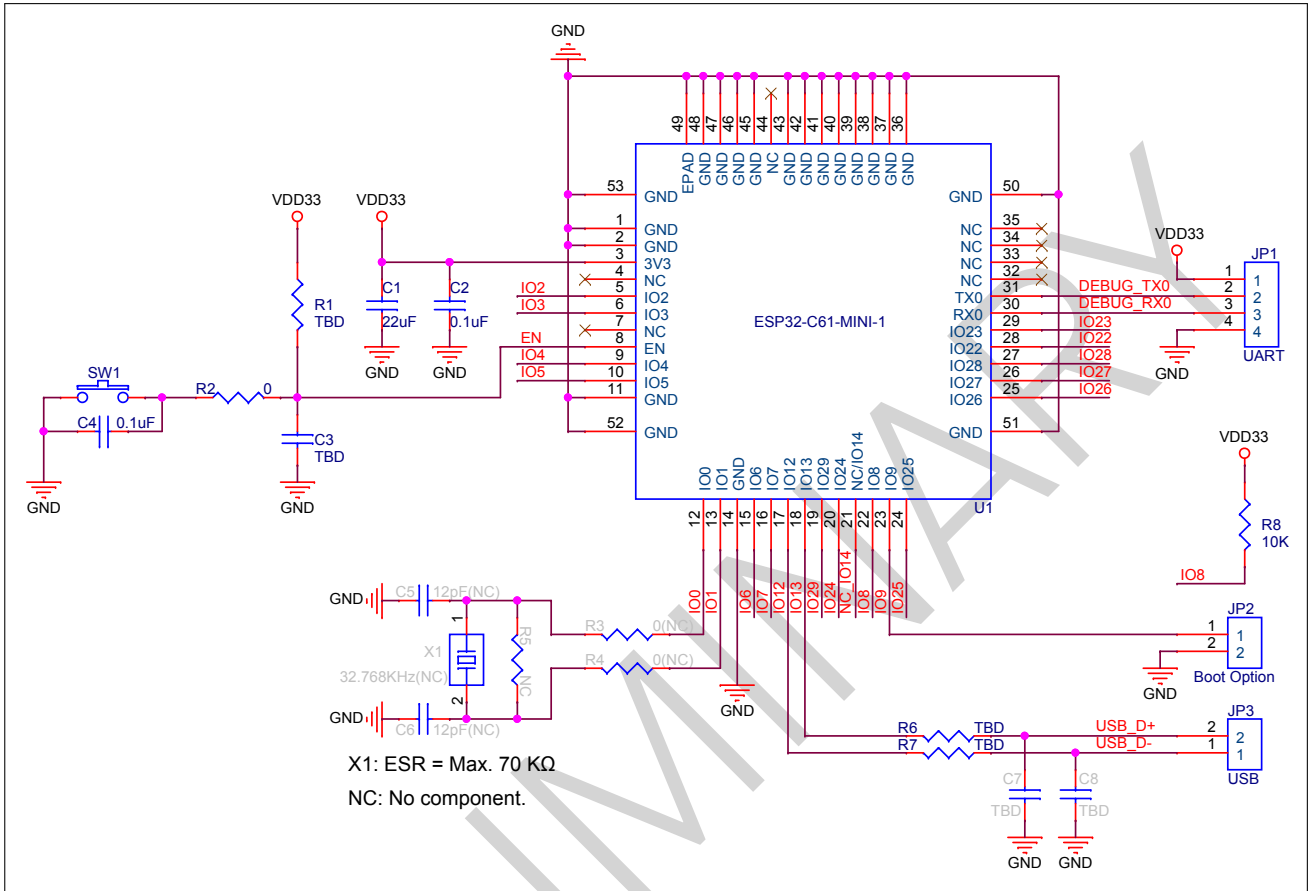 GND
49
48
47
46
45
44
43
42
41
40
39
38
37
36
EPAD
GND
GND
GND
GND
NC
GND
GND
GND
GND
GND
GND
GND
GND
53
GND
GND
50
VDD33
VDD33
1
GND
NC
35
2
GND
NC
34
3
3V3
NC
33
4
NC
NC
32
VDD33
JP1
IO2
5
IO2
TX0
31
DEBUG_TX0
IO3
6
IO3
RX0
30
DEBUG_RX0
7
NC
IO23
29
IO23
EN
8
EN
IO22
28
IO22
IO4
9
IO4
IO28
27
IO28
IO5
10
IO5
IO27
26
IO27
11
GND
IO26
25
IO26
52
GND
GND
51
ESP32-C61-MINI-1
U1
1
1
2
2
3
3
4
4
UART
GND
R1
TBD
C1
22uF
C2
0.1uF
GND
GND
SW1
R2
0
C4
0.1uF
C3
TBD
GND
GND
IO0
IO1
GND
IO6
IO7
IO12
IO13
IO29
IO24
NC/IO14
IO8
IO9
IO25
12
13
14
15
16
17
18
19
20
21
22
23
24
IO0
IO1
IO6
IO7
IO12
IO13
IO29
IO24
NC_IO14
IO8
IO9
IO25
VDD33
R8
10K
IO8
GND
C5
12pF(NC)
1
X1
32.768KHz(NC)
2
R5
NC
R3
0(NC)
R4
0(NC)
GND
C6
12pF(NC)
GND
JP2
1
1
2
2
Boot Option
GND
R6
TBD
USB_D+
R7
TBD
USB_D-
JP3
2
2
1
1
USB
C7
TBD
C8
TBD
GND
GND
X1: ESR = Max. 70 KΩ
NC: No component.